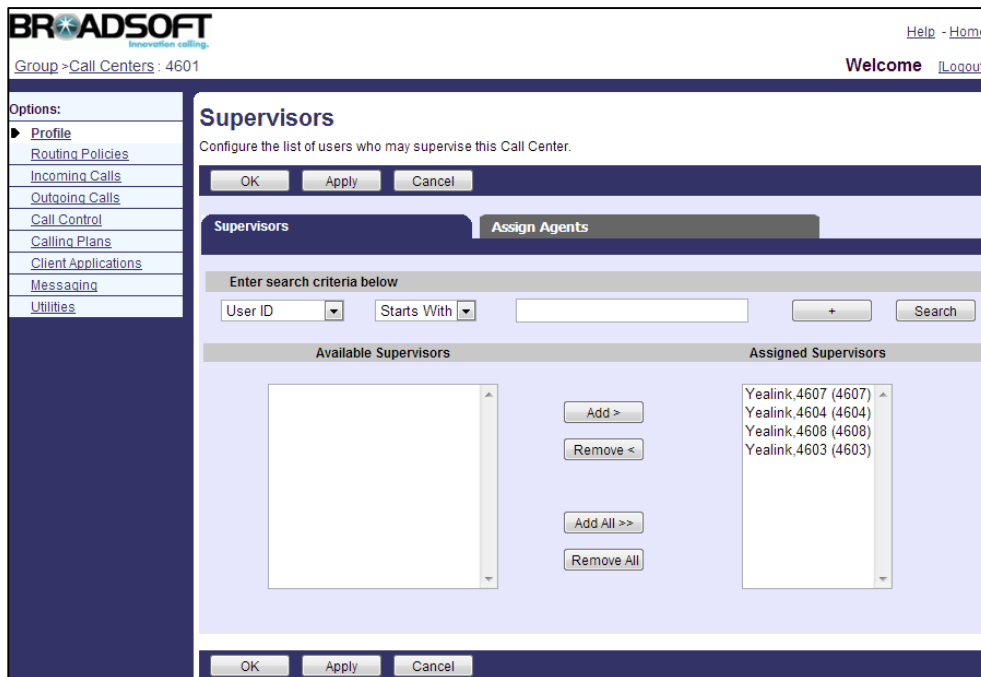 BROADSOFT
Innovation calling.
Help - Home
Group >Call Centers : 4601
Welcome [Logout
Options:
Profile
Routing Policies
Incoming Calls
Outgoing Calls
Call Control
Calling Plans
Client Applications
Messaging
Utilities
Supervisors
Configure the list of users who may supervise this Call Center.
OK Apply Cancel
Supervisors Assign Agents
Enter search criteria below
User ID Starts With + Search
Available Supervisors Assigned Supervisors
Yealink,4607 (4607)
Yealink,4604 (4604)
Yealink,4608 (4608)
Yealink,4603 (4603)
Add >
Remove <
Add All >>
Remove All
OK Apply Cancel